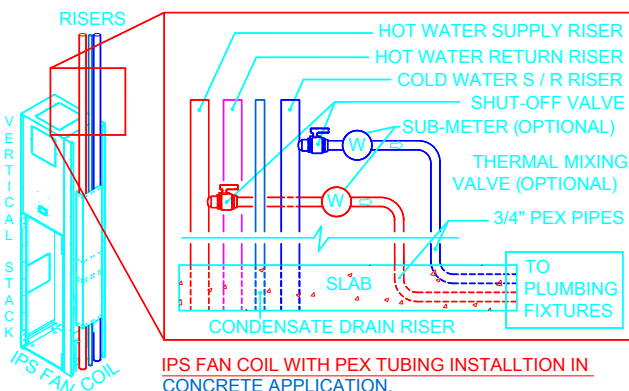 RISERS
HOT WATER SUPPLY RISER
HOT WATER RETURN RISER
COLD WATER S / R RISER
SHUT-OFF VALVE
SUB-METER (OPTIONAL)
W
THERMAL MIXING
VALVE (OPTIONAL)
W
3/4" PEX PIPES
SLAB
TO
PLUMBING
FIXTURES
CONDENSATE DRAIN RISER
VERTICAL STACK
IPS FAN COIL
IPS FAN COIL WITH PEX TUBING INSTALLTION IN
CONCRETE APPLICATION.